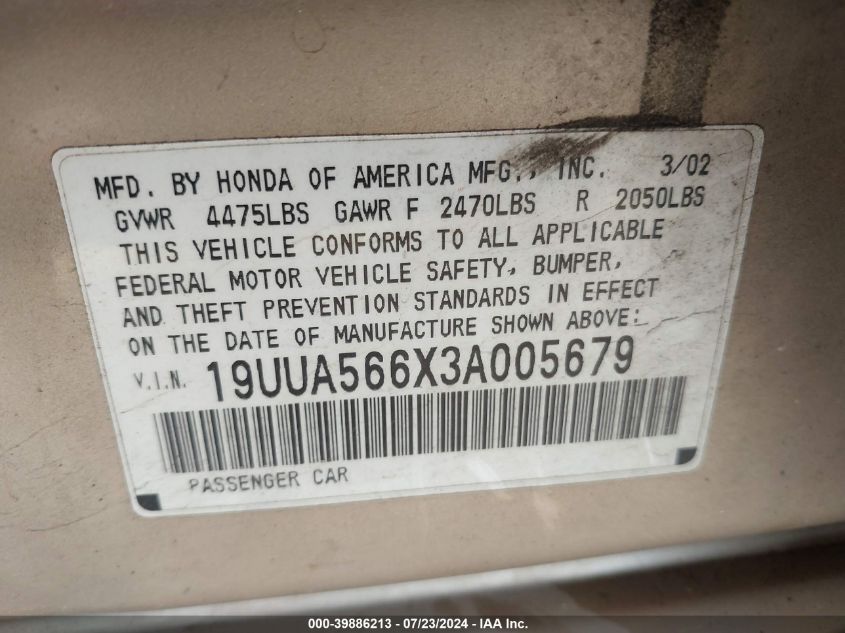 MFD. BY HONDA OF AMERICA MFG., INC. 3/02
GVWR 4475LBS GAWR F 2470LBS R 2050LBS
THIS VEHICLE CONFORMS TO ALL APPLICABLE
FEDERAL MOTOR VEHICLE SAFETY, BUMPER,
AND THEFT PREVENTION STANDARDS IN EFFECT
ON THE DATE OF MANUFACTURE SHOWN ABOVE:
V.I.N. 19UUA566X3A005679
PASSENGER CAR
000-39886213 - 07/23/2024 - IAA Inc.